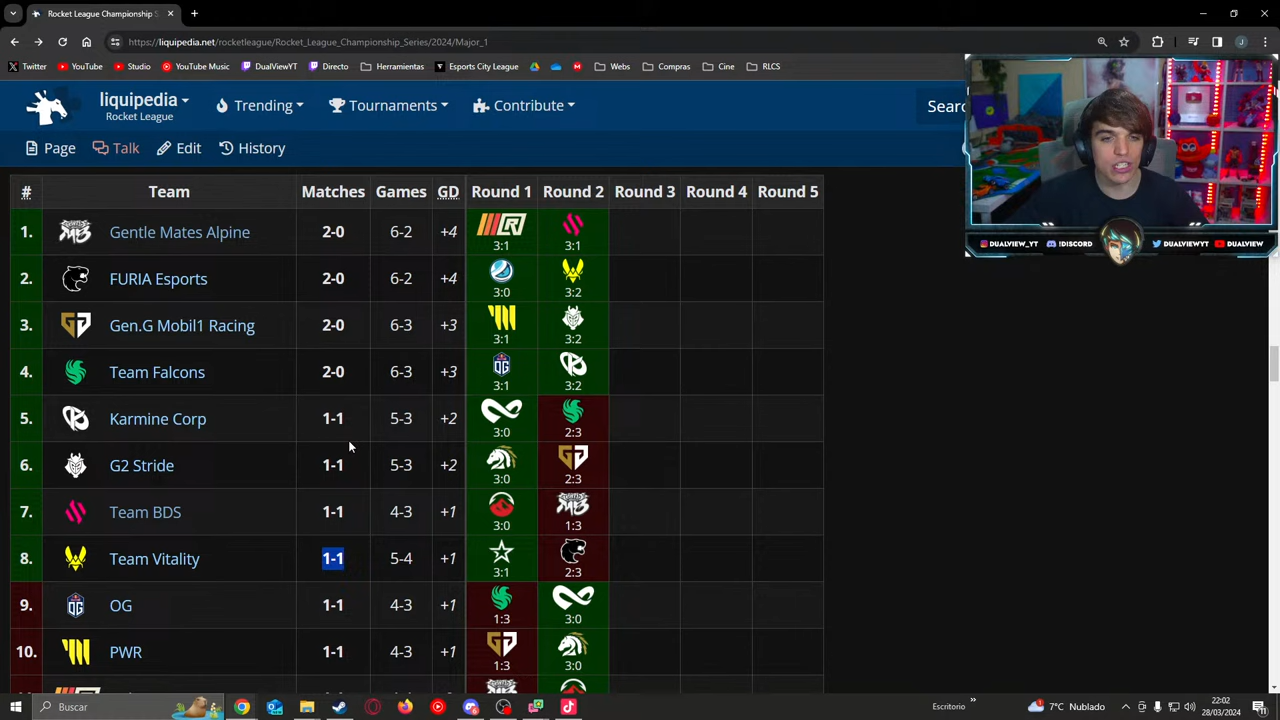 Rocket League Championship S
https://liquipedia.net/rocketleague/Rocket_League_Championship_Series/2024/Major_1
Twitter YouTube Studio YouTube Music DualViewYT Directo Herramientas Esports City League Webs Compras Cine RLCS
liquipedia Rocket League Trending Tournaments Contribute Sear
Page Talk Edit History
# Team Matches Games GD Round 1 Round 2 Round 3 Round 4 Round 5
1. Gentle Mates Alpine 2-0 6-2 +4 3:1 3:1
2. FURIA Esports 2-0 6-2 +4 3:0 3:2
3. Gen.G Mobil1 Racing 2-0 6-3 +3 3:1 3:2
4. Team Falcons 2-0 6-3 +3 3:1 3:2
5. Karmine Corp 1-1 5-3 +2 3:0 2:3
6. G2 Stride 1-1 5-3 +2 3:0 2:3
7. Team BDS 1-1 4-3 +1 3:0 1:3
8. Team Vitality 1-1 5-4 +1 3:1 2:3
9. OG 1-1 4-3 +1 1:3 3:0
10. PWR 1-1 4-3 +1 1:3 3:0
DUALVIEW_YT !DISCORD DUALVIEWYT DUALVIEW
Buscar Escritorio 7°C Nublado 22:02
28/03/2024